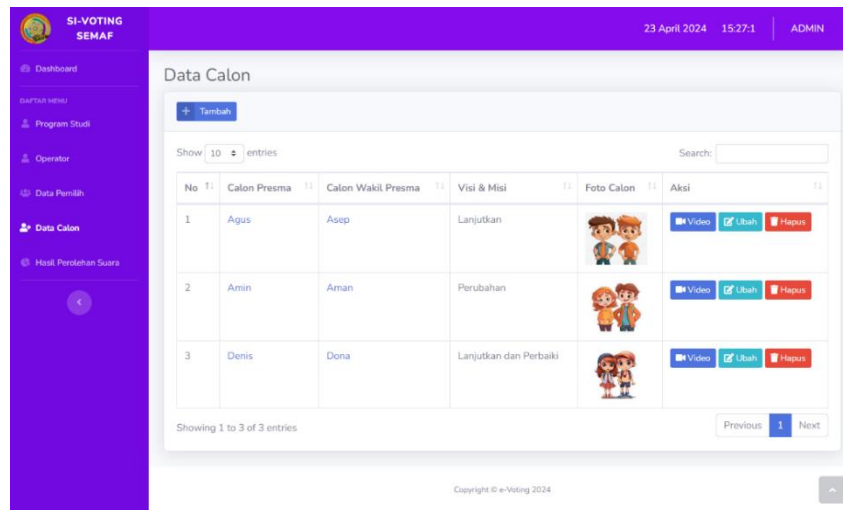 SI-VOTING
SEMAF
23 April 2024 15:27:1 ADMIN
Dashboard
DAFTAR MENU
Program Studi
Operator
Data Pemilih
Data Calon
Hasil Perolehan Suara
Data Calon
+ Tambah
Show 10 entries
Search:
No Calon Presma Calon Wakil Presma Visi & Misi Foto Calon Aksi
1 Agus Asep Lanjutkan Video Ubah Hapus
2 Amin Aman Perubahan Video Ubah Hapus
3 Denis Dona Lanjutkan dan Perbaiki Video Ubah Hapus
Showing 1 to 3 of 3 entries
Previous 1 Next
Copyright © e-Voting 2024